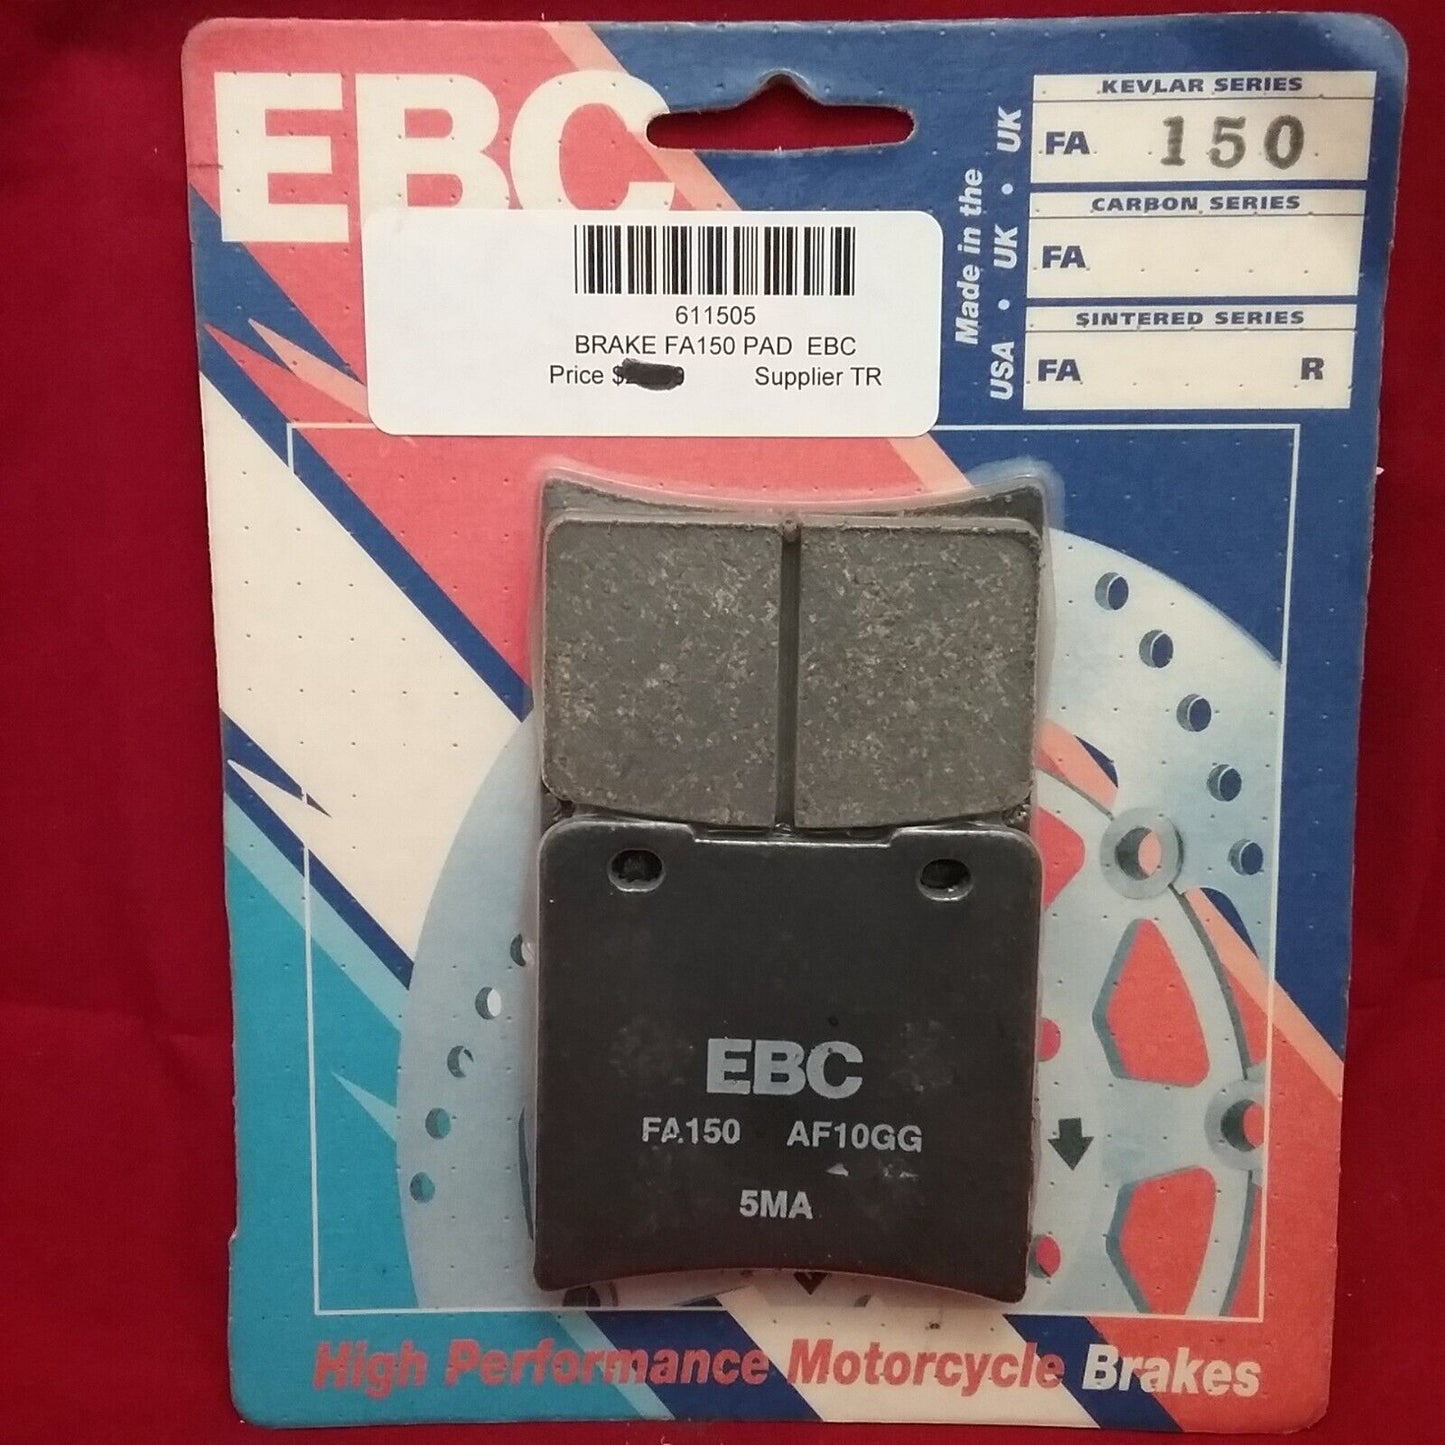 EBC
KEVLAR SERIES
FA 150
CARBON SERIES
FA
SINTERED SERIES
FA R
Made in the
USA • UK • UK
611505
BRAKE FA150 PAD EBC
Price $ Supplier TR
EBC
FA150 AF10GG
5MA
High Performance Motorcycle Brakes